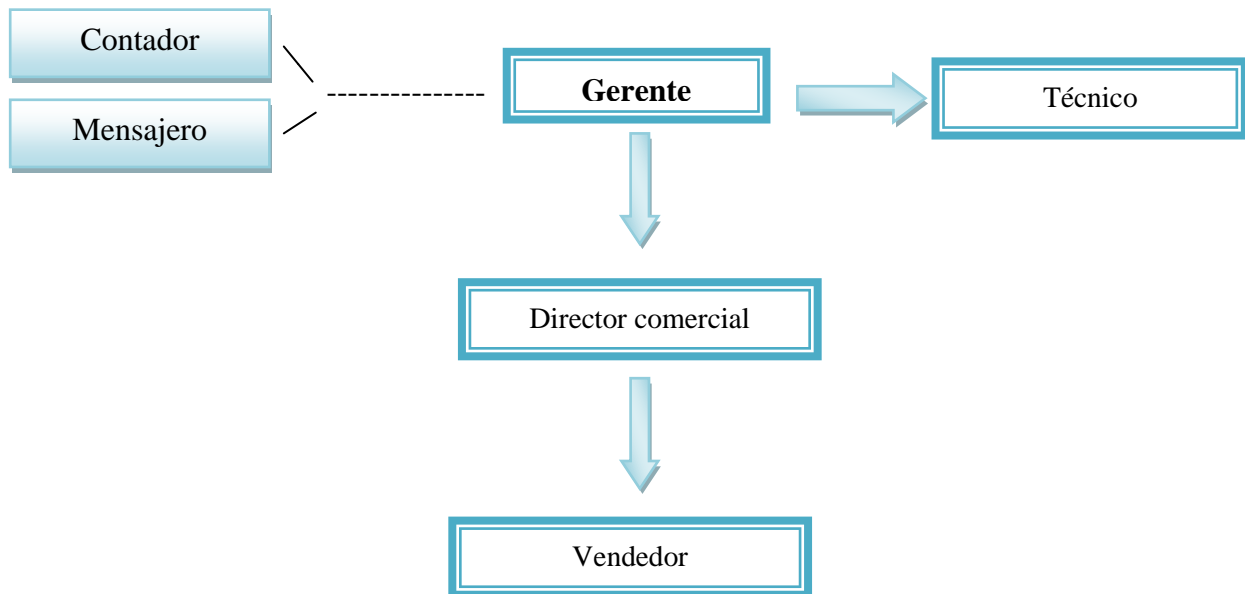 Contador
Mensajero
Gerente
Técnico
Director comercial
Vendedor